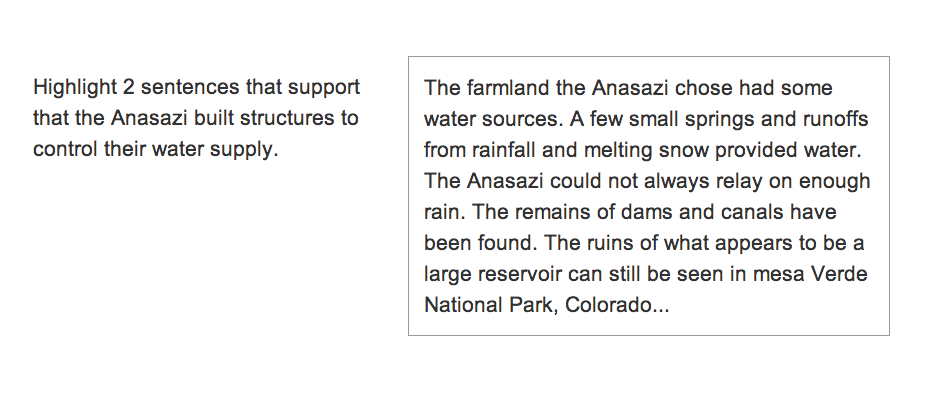 Highlight 2 sentences that support
that the Anasazi built structures to
control their water supply.
The farmland the Anasazi chose had some
water sources. A few small springs and runoffs
from rainfall and melting snow provided water.
The Anasazi could not always relay on enough
rain. The remains of dams and canals have
been found. The ruins of what appears to be a
large reservoir can still be seen in mesa Verde
National Park, Colorado...